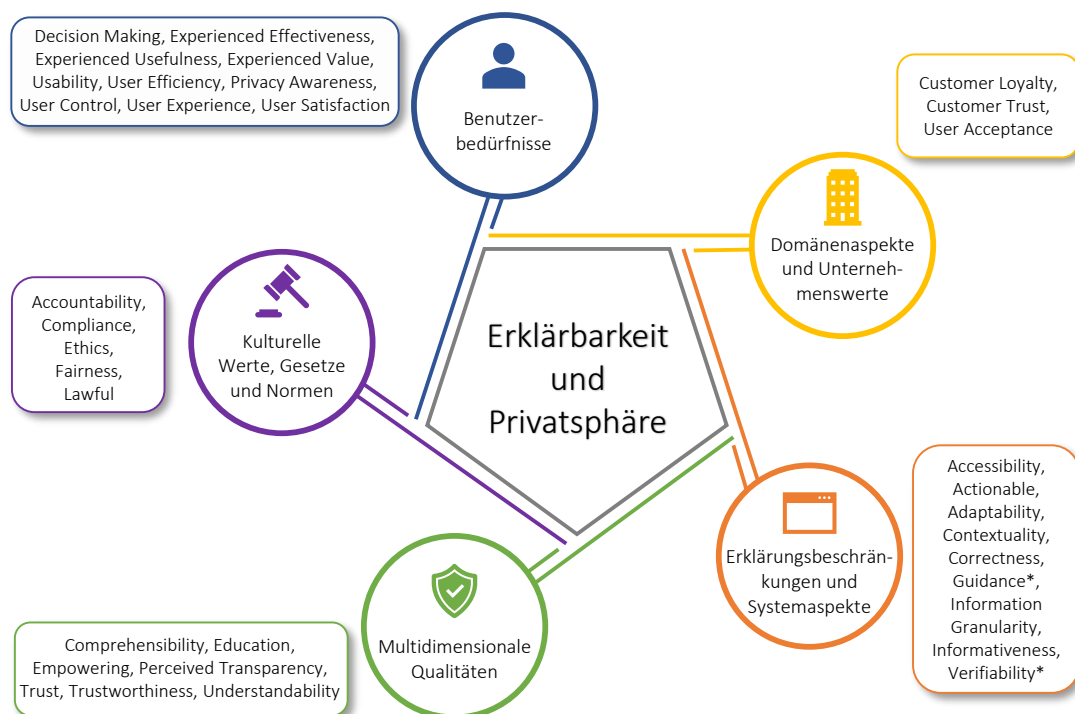 Decision Making, Experienced Effectiveness,
Experienced Usefulness, Experienced Value,
Usability, User Efficiency, Privacy Awareness,
User Control, User Experience, User Satisfaction
Benutzer-
bedürfnisse
Customer Loyalty,
Customer Trust,
User Acceptance
Domänenaspekte
und Unterneh-
menswerte
Accountability,
Compliance,
Ethics,
Fairness,
Lawful
Kulturelle
Werte, Gesetze
und Normen
Erklärbarkeit
und
Privatsphäre
Accessibility,
Actionable,
Adaptability,
Contextuality,
Correctness,
Guidance*,
Information
Granularity,
Informativeness,
Verifiability*
Erklärungsbeschrän-
kungen und
Systemaspekte
Comprehensibility, Education,
Empowering, Perceived Transparency,
Trust, Trustworthiness, Understandability
Multidimensionale
Qualitäten